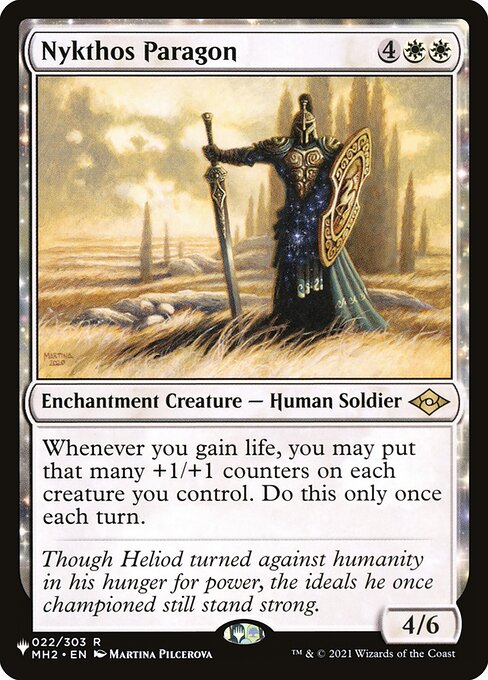 Nykthos Paragon 4
MARTINA
2020
Enchantment Creature — Human Soldier
Whenever you gain life, you may put
that many +1/+1 counters on each
creature you control. Do this only once
each turn.
Though Heliod turned against humanity
in his hunger for power, the ideals he once
championed still stand strong.
4/6
022/303 R
MH2 • EN MARTINA PILCEROVA
™ & © 2021 Wizards of the Coast